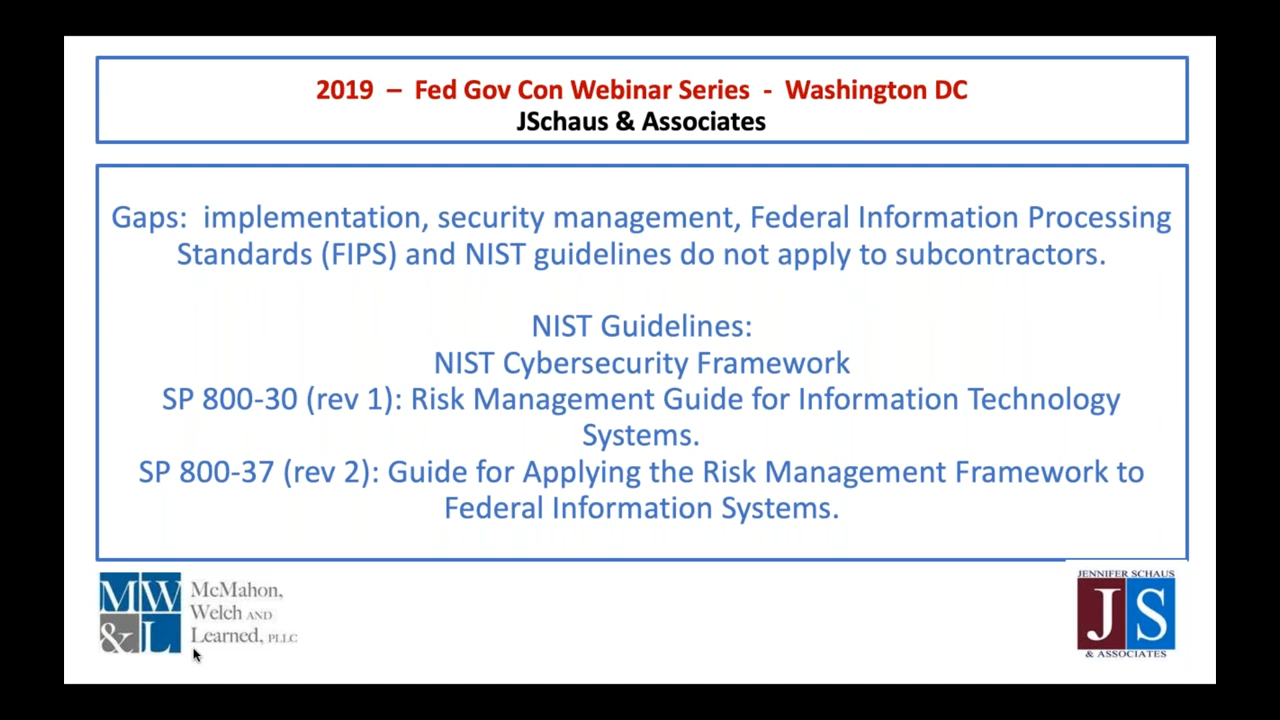 2019 – Fed Gov Con Webinar Series - Washington DC
JSchaus & Associates
Gaps: implementation, security management, Federal Information Processing
Standards (FIPS) and NIST guidelines do not apply to subcontractors.
NIST Guidelines:
NIST Cybersecurity Framework
SP 800-30 (rev 1): Risk Management Guide for Information Technology
Systems.
SP 800-37 (rev 2): Guide for Applying the Risk Management Framework to
Federal Information Systems.
MW
&L
McMahon,
Welch AND
Learned, PLLC
JENNIFER SCHAUS
JS
& ASSOCIATES